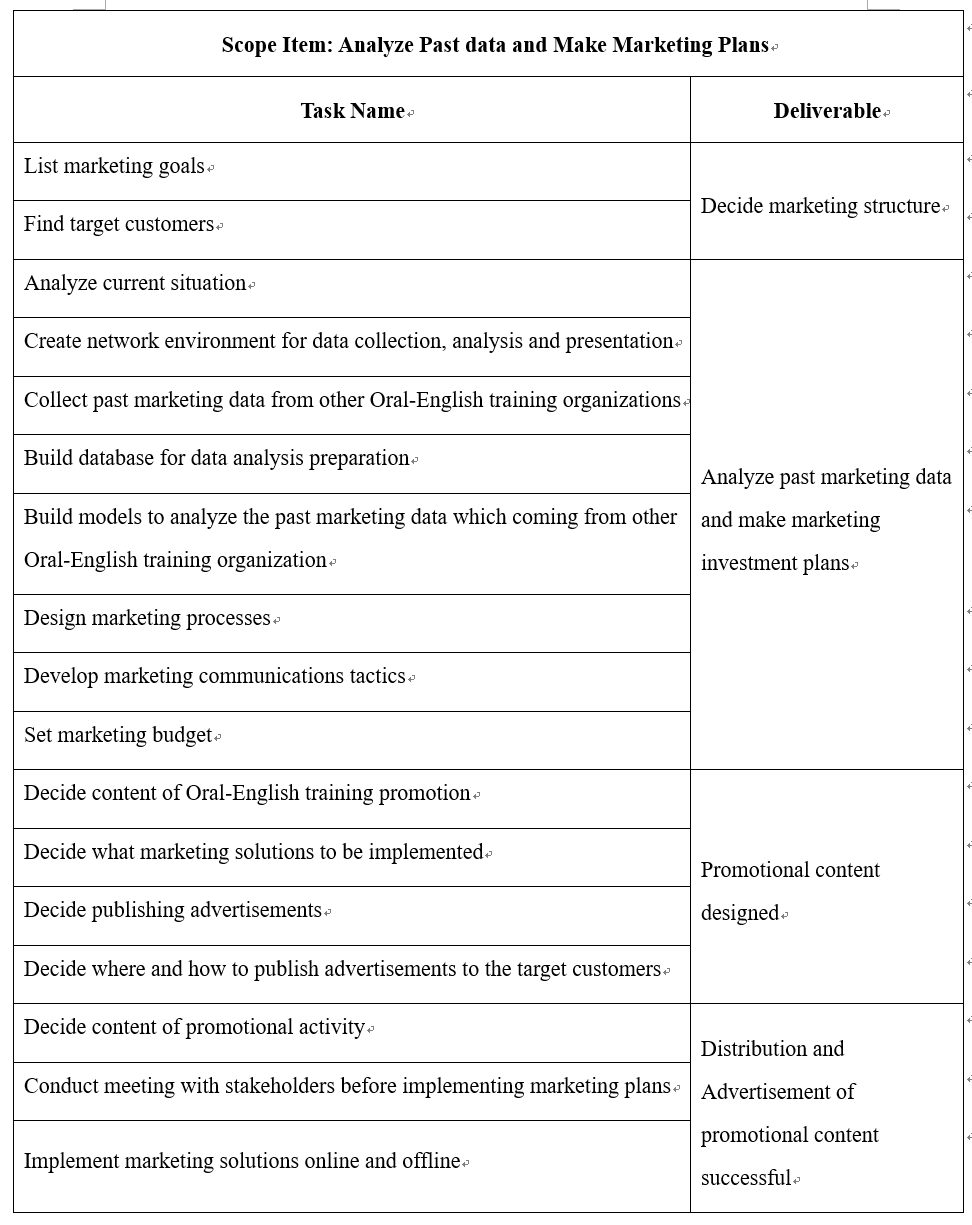 Scope Item: Analyze Past data and Make Marketing Plans
Task Name
Deliverable
List marketing goals
Find target customers
Decide marketing structure
Analyze current situation
Create network environment for data collection, analysis and presentation
Collect past marketing data from other Oral-English training organizations
Build database for data analysis preparation
Build models to analyze the past marketing data which coming from other
Oral-English training organization
Design marketing processes
Develop marketing communications tactics
Set marketing budget
Analyze past marketing data
and make marketing
investment plans
Decide content of Oral-English training promotion
Decide what marketing solutions to be implemented
Decide publishing advertisements
Decide where and how to publish advertisements to the target customers
Promotional content
designed
Decide content of promotional activity
Conduct meeting with stakeholders before implementing marketing plans
Implement marketing solutions online and offline
Distribution and
Advertisement of
promotional content
successful